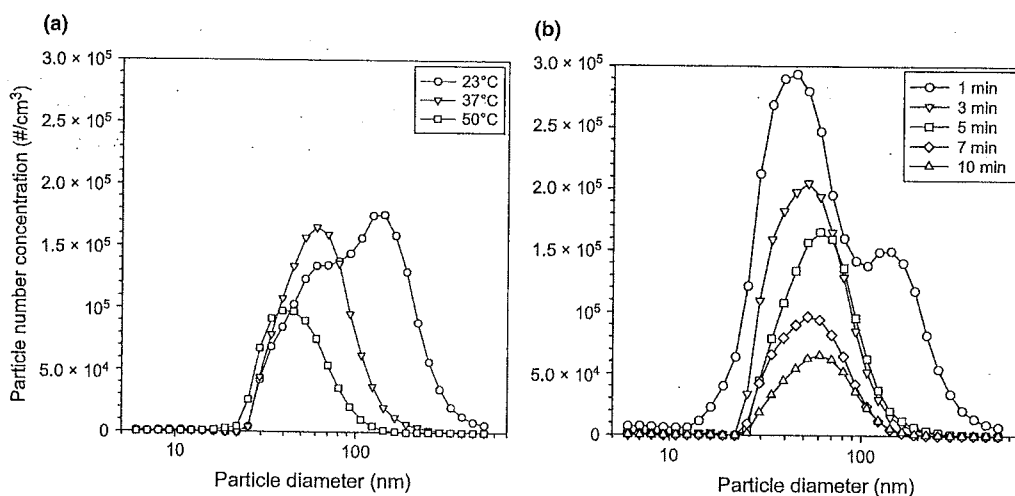 (a)
Particle number concentration (#/cm³)
3.0 × 10⁵
2.5 × 10⁵
2.0 × 10⁵
1.5 × 10⁵
10⁵
5.0 × 10⁴
0
10
100
Particle diameter (nm)
23°C
37°C
50°C
(b)
3.0 × 10⁵
2.5 × 10⁵
2.0 × 10⁵
1.5 × 10⁵
10⁵
5.0 × 10⁴
0
10
100
Particle diameter (nm)
1 min
3 min
5 min
7 min
10 min